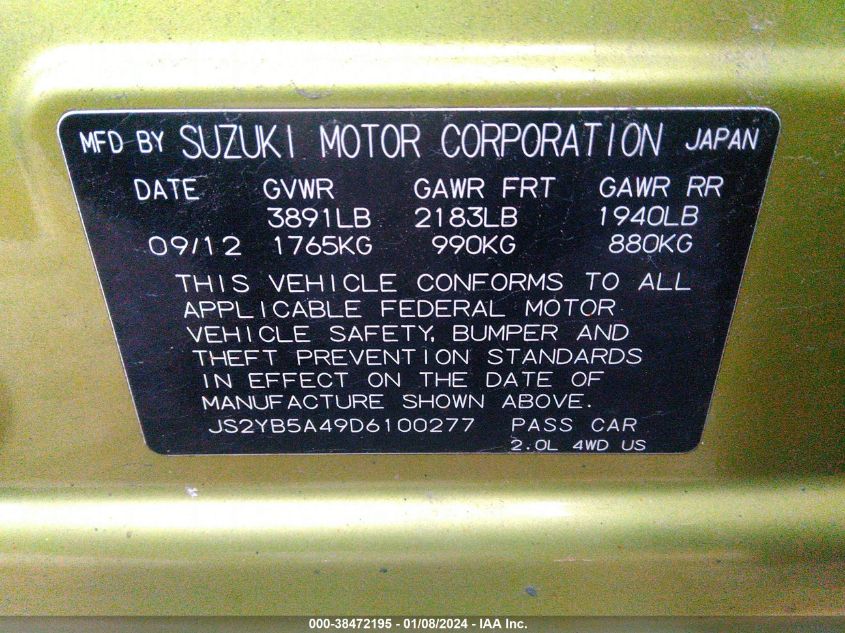 MFD BY SUZUKI MOTOR CORPORATION JAPAN
DATE GVWR GAWR FRT GAWR RR
3891LB 2183LB 1940LB
09/12 1765KG 990KG 880KG
THIS VEHICLE CONFORMS TO ALL
APPLICABLE FEDERAL MOTOR
VEHICLE SAFETY, BUMPER AND
THEFT PREVENTION STANDARDS
IN EFFECT ON THE DATE OF
MANUFACTURE SHOWN ABOVE.
JS2YB5A49D6100277 PASS CAR
2.0L 4WD US
000-38472195 - 01/08/2024 - IAA Inc.